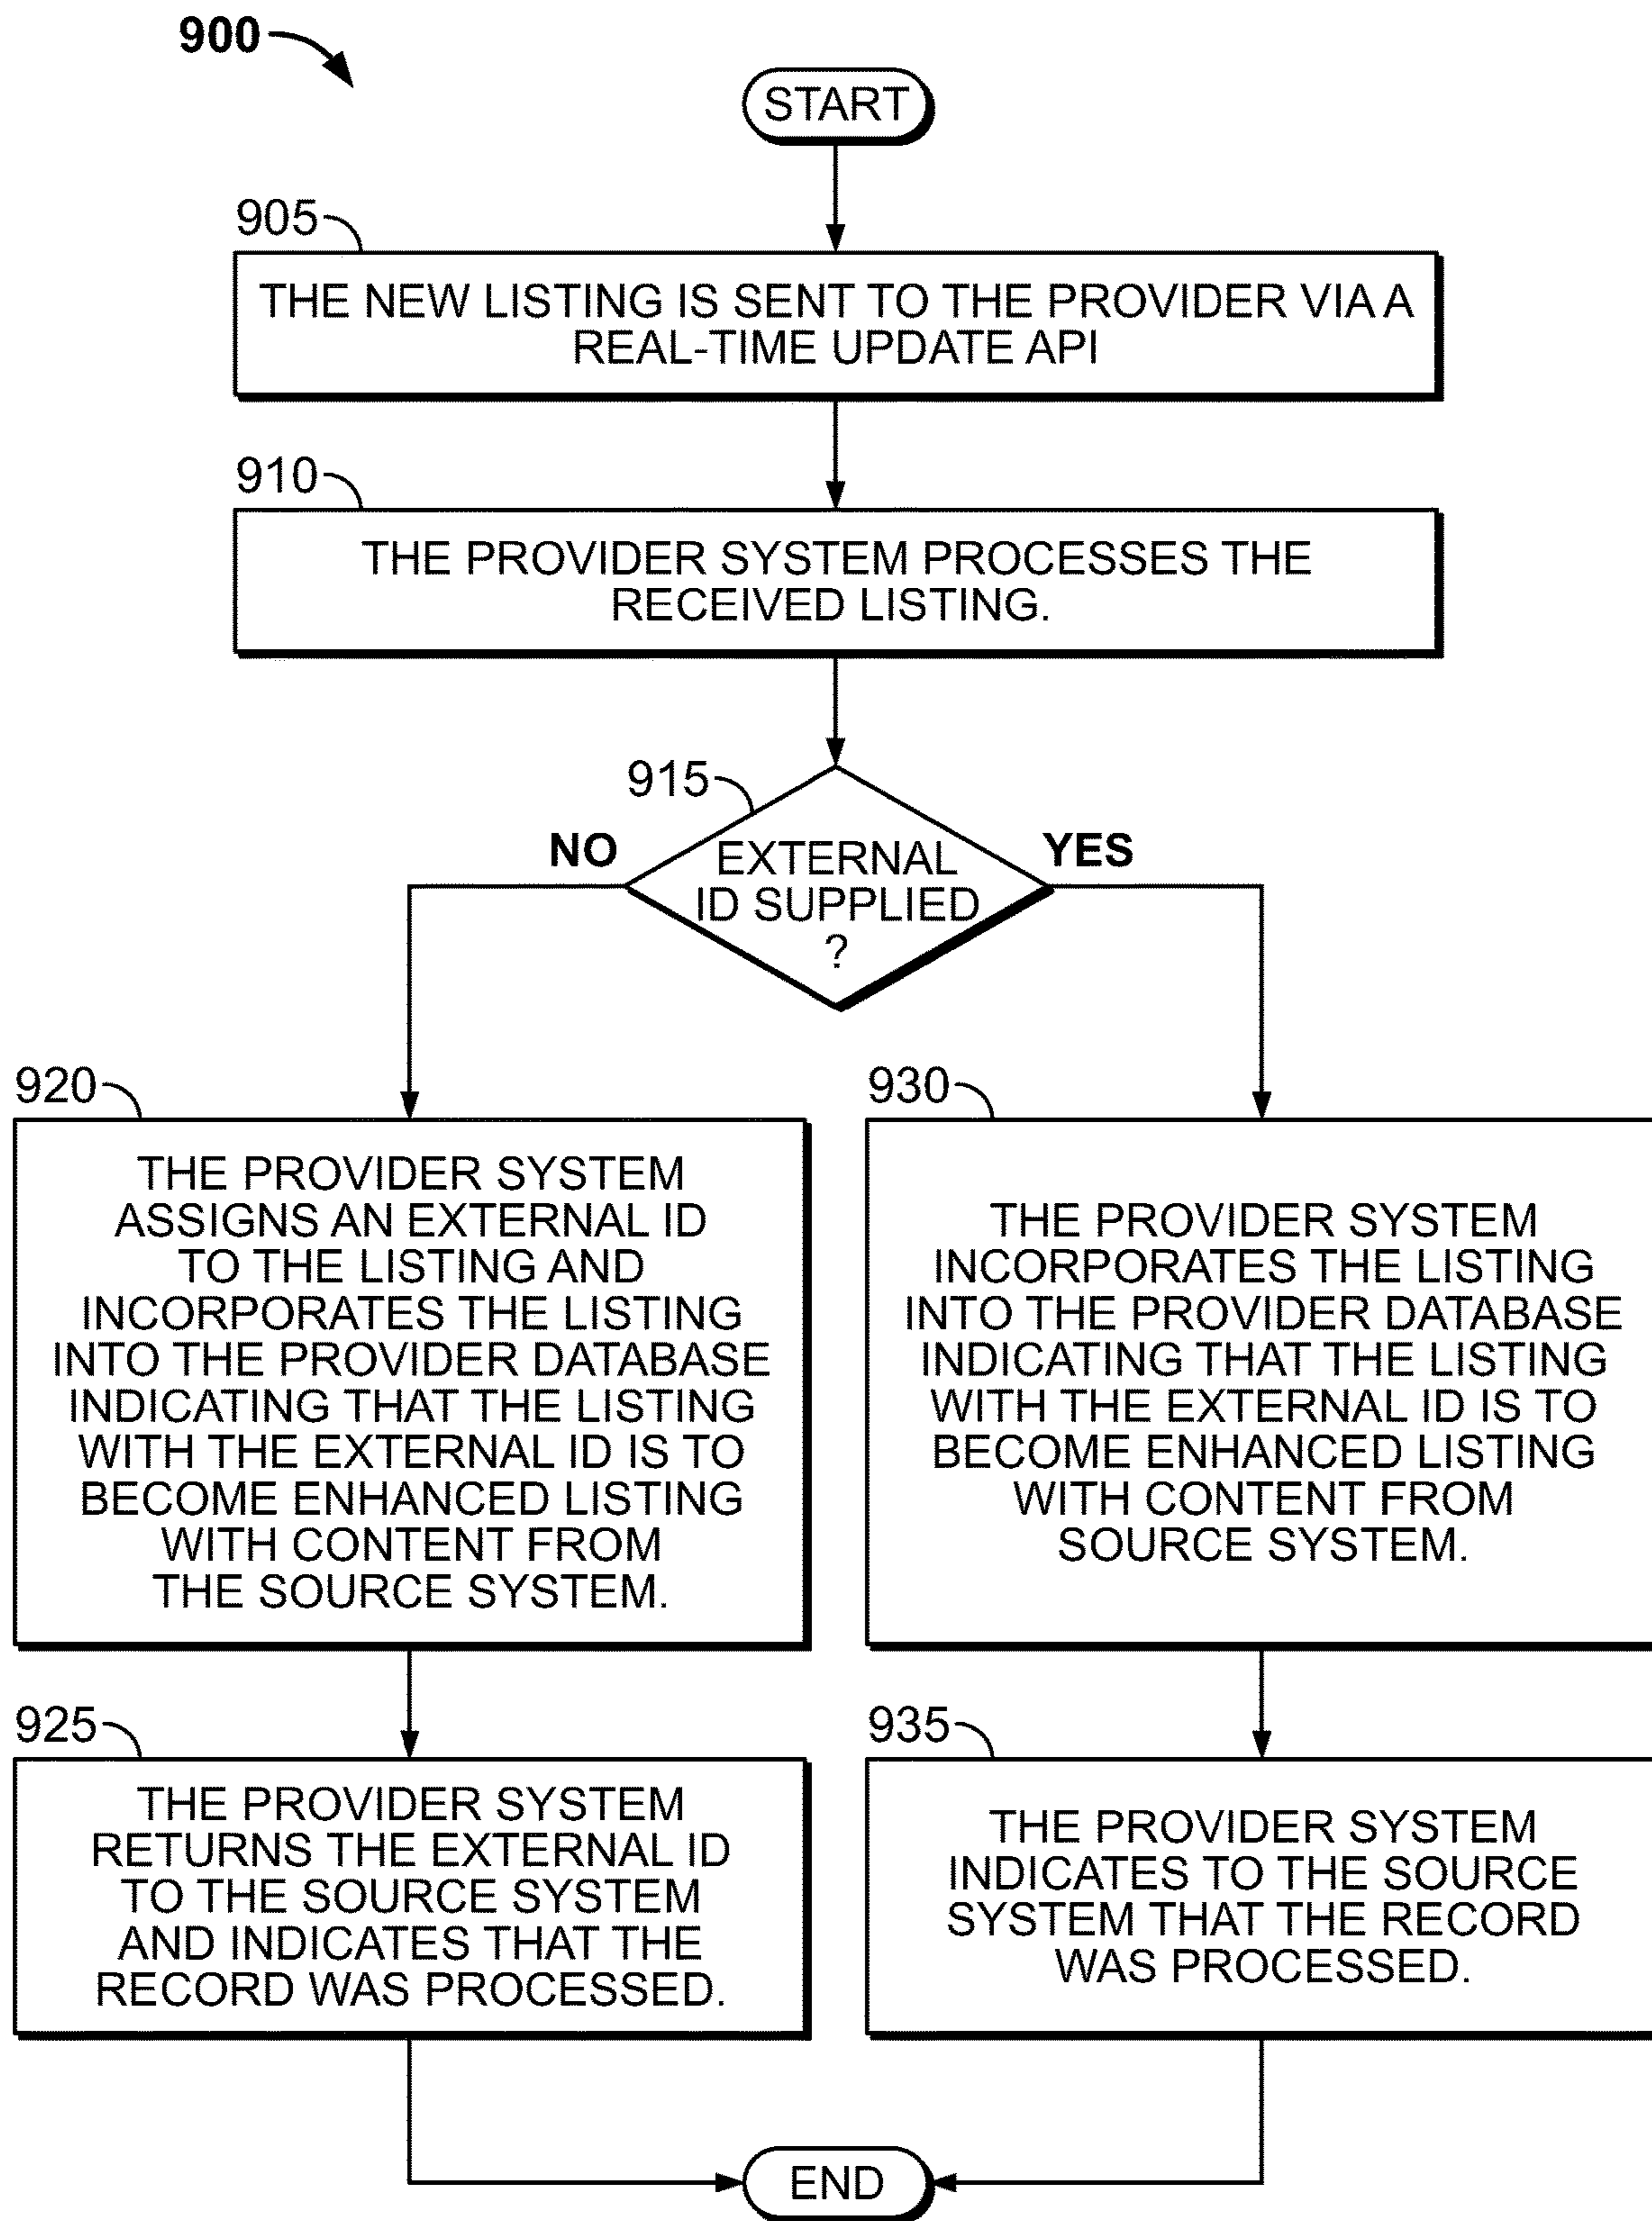 900
START
905
THE NEW LISTING IS SENT TO THE PROVIDER VIA A
REAL-TIME UPDATE API
910
THE PROVIDER SYSTEM PROCESSES THE
RECEIVED LISTING.
915
NO
YES
EXTERNAL
ID SUPPLIED
?
920
THE PROVIDER SYSTEM
ASSIGNS AN EXTERNAL ID
TO THE LISTING AND
INCORPORATES THE LISTING
INTO THE PROVIDER DATABASE
INDICATING THAT THE LISTING
WITH THE EXTERNAL ID IS TO
BECOME ENHANCED LISTING
WITH CONTENT FROM
THE SOURCE SYSTEM.
930
THE PROVIDER SYSTEM
INCORPORATES THE LISTING
INTO THE PROVIDER DATABASE
INDICATING THAT THE LISTING
WITH THE EXTERNAL ID IS TO
BECOME ENHANCED LISTING
WITH CONTENT FROM
SOURCE SYSTEM.
925
THE PROVIDER SYSTEM
RETURNS THE EXTERNAL ID
TO THE SOURCE SYSTEM
AND INDICATES THAT THE
RECORD WAS PROCESSED.
935
THE PROVIDER SYSTEM
INDICATES TO THE SOURCE
SYSTEM THAT THE RECORD
WAS PROCESSED.
END